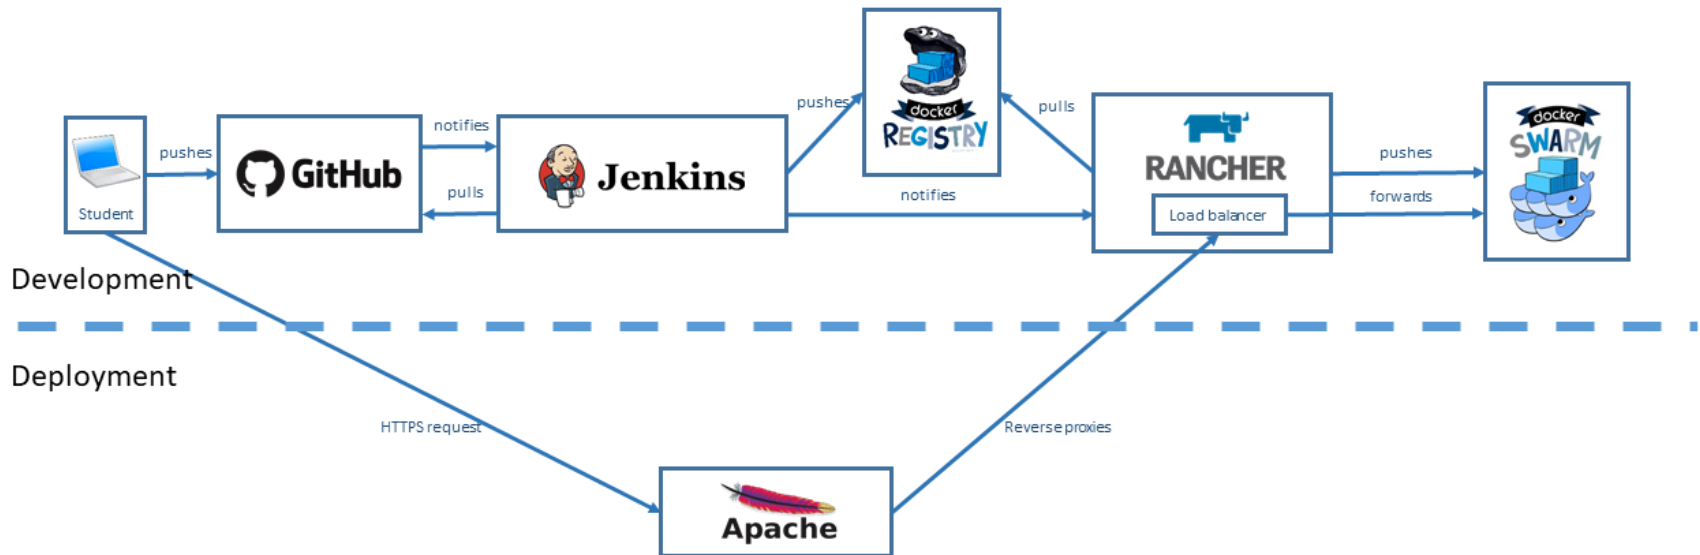 pushes
Student
GitHub
notifies
pulls
Jenkins
pushes
docker
REGISTRY
notifies
pulls
RANCHER
Load balancer
pushes
forwards
docker
SWARM
Development
Deployment
HTTPS request
Reverse proxies
Apache